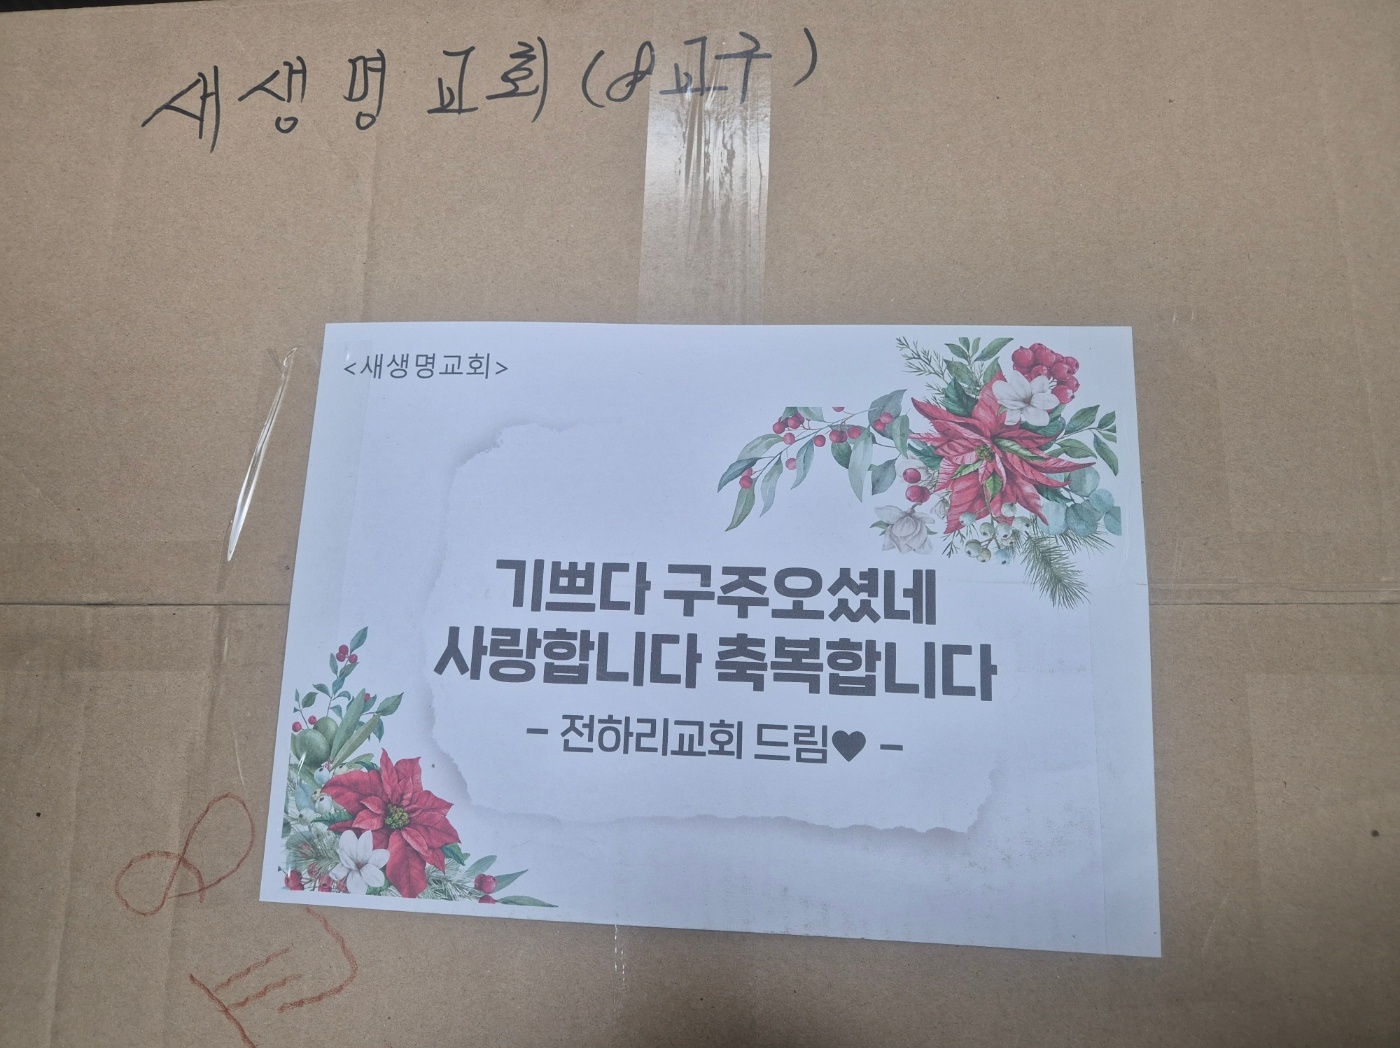 새생명교회(8교구)
<새생명교회>
기쁘다 구주오셨네
사랑합니다 축복합니다
- 전하리교회 드림♥ -
8